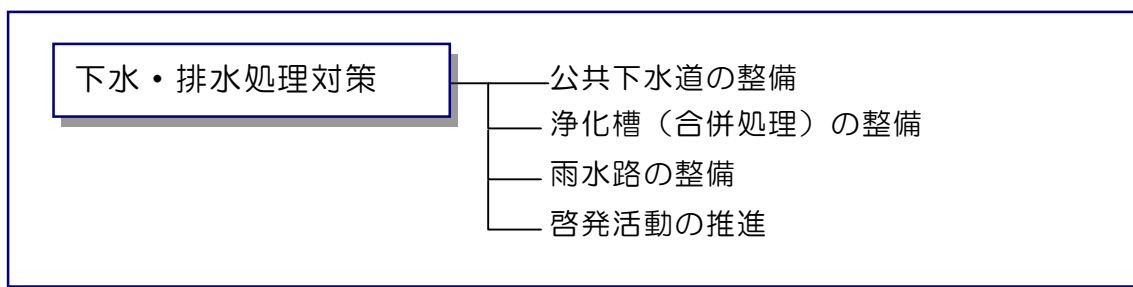 下水・排水処理対策
公共下水道の整備
浄化槽（合併処理）の整備
雨水路の整備
啓発活動の推進